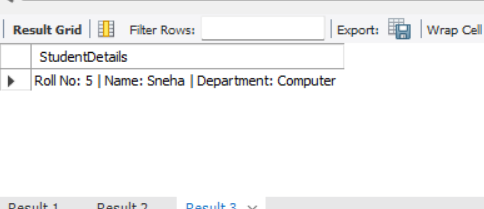 Result Grid Filter Rows: Export: Wrap Cell
StudentDetails
Roll No: 5 | Name: Sneha | Department: Computer
Result 1 Result 2 Result 3